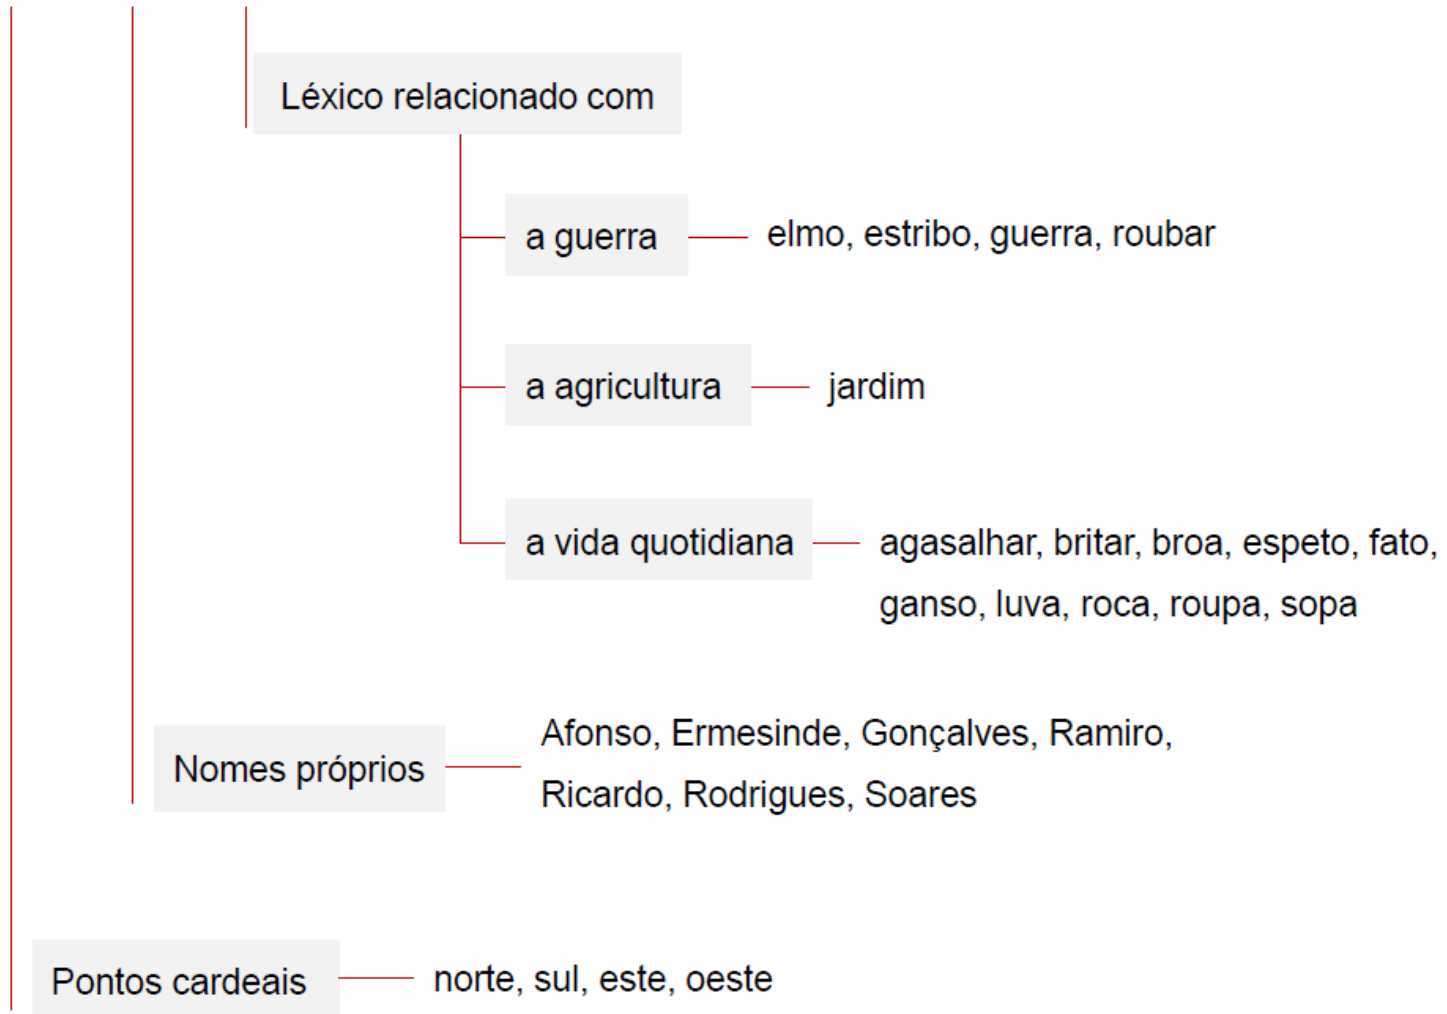 Léxico relacionado com
a guerra
elmo, estribo, guerra, roubar
a agricultura
jardim
a vida quotidiana
agasalhar, britar, broa, espeto, fato,
ganso, luva, roca, roupa, sopa
Nomes próprios
Afonso, Ermesinde, Gonçalves, Ramiro,
Ricardo, Rodrigues, Soares
Pontos cardeais
norte, sul, este, oeste